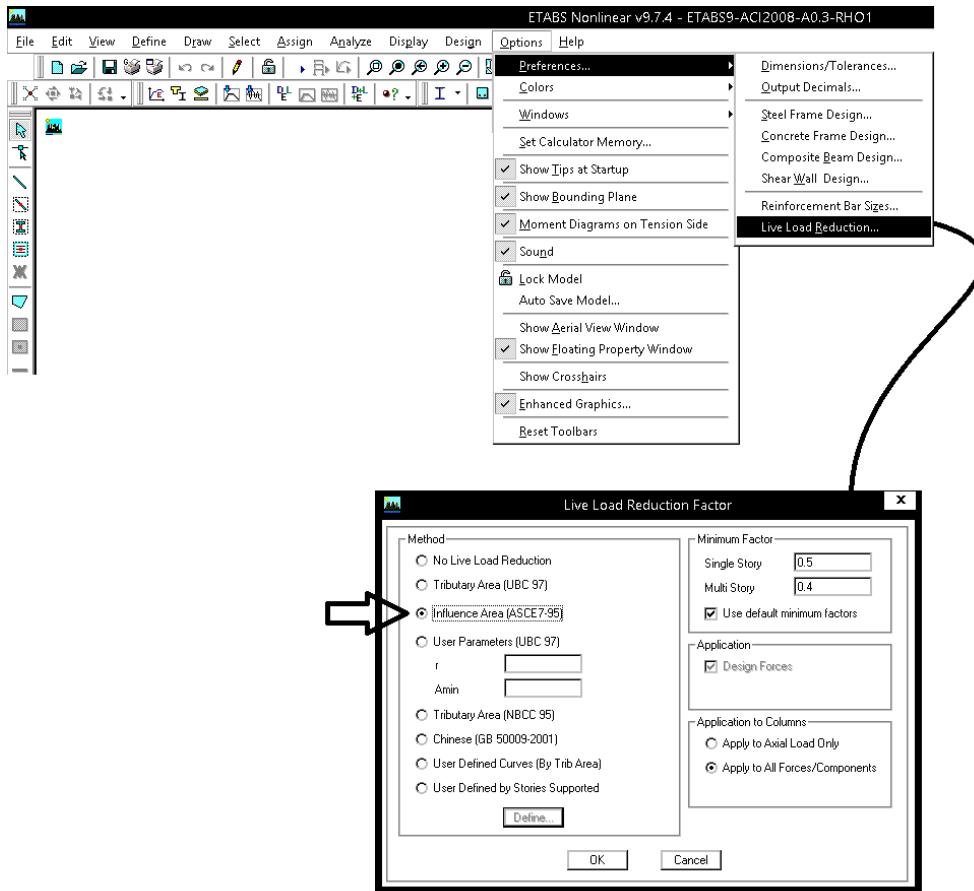 ETABS Nonlinear v9.7.4 - ETABS9-ACI2008-A0.3-RHO1
File Edit View Define Draw Select Assign Analyze Display Design Options Help
Preferences...
Colors
Windows
Set Calculator Memory...
Show Tips at Startup
Show Bounding Plane
Moment Diagrams on Tension Side
Sound
Lock Model
Auto Save Model...
Show Aerial View Window
Show Floating Property Window
Show Crosshairs
Enhanced Graphics...
Reset Toolbars
Dimensions/Tolerances...
Output Decimals...
Steel Frame Design...
Concrete Frame Design...
Composite Beam Design...
Shear Wall Design...
Reinforcement Bar Sizes...
Live Load Reduction...
Live Load Reduction Factor
x
Method
No Live Load Reduction
Tributary Area (UBC 97)
Influence Area (ASCE7-95)
User Parameters (UBC 97)
r
Amin
Tributary Area (NBCC 95)
Chinese (GB 50009-2001)
User Defined Curves (By Trib Area)
User Defined by Stories Supported
Define...
Minimum Factor
Single Story 0.5
Multi Story 0.4
Use default minimum factors
Application
Design Forces
Application to Columns
Apply to Axial Load Only
Apply to All Forces/Components
OK Cancel